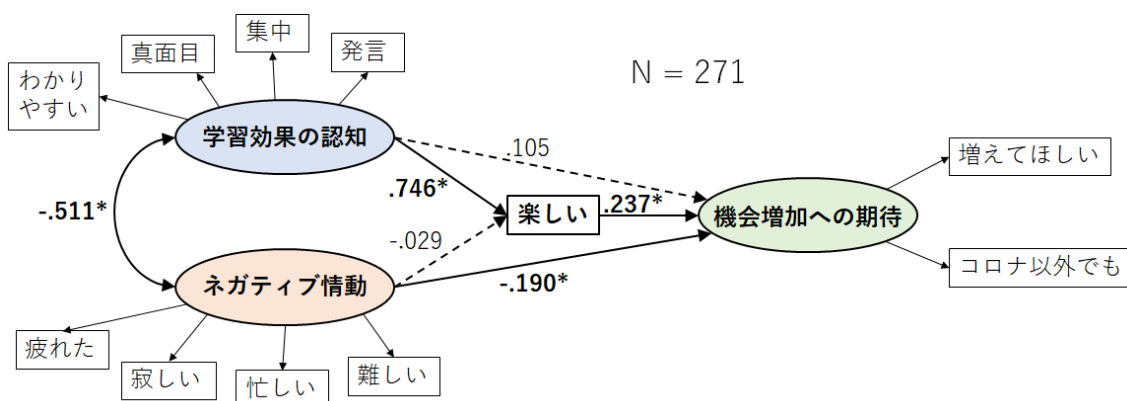 集中
真面目
発言
わかり
やすい
N = 271
学習効果の認知
.105
増えてほしい
.746*
-.511*
楽しい
.237*
機会増加への期待
-.029
コロナ以外でも
ネガティブ情動
-.190*
疲れた
寂しい
忙しい
難しい